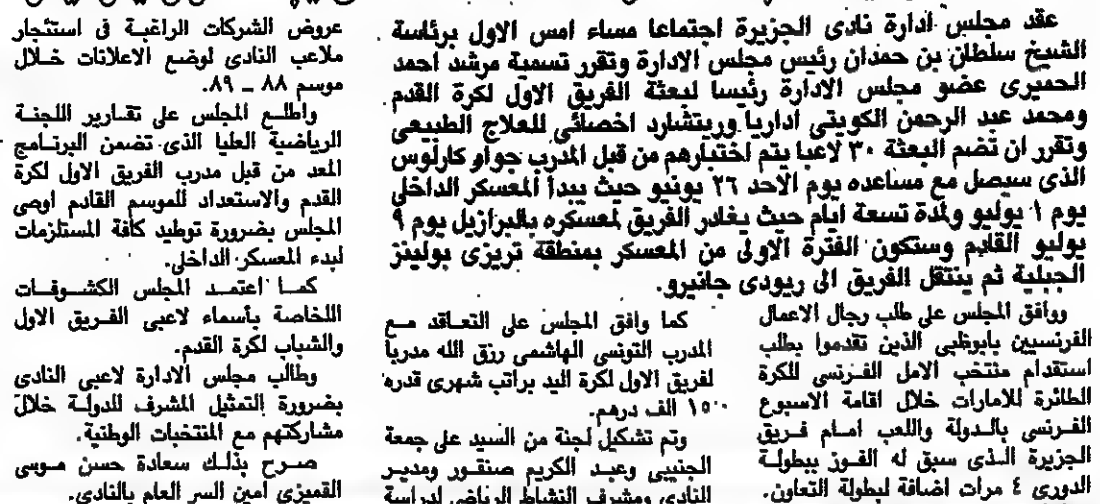 عقد مجلس ادارة نادى الجزيرة اجتماعا مساء امس الاول برئاسة
الشيخ سلطان بن حمدان رئيس مجلس الادارة وتقرر تسمية مرشد احمد
الحميرى عضو مجلس الادارة رئيسا لبعثة الفريق الاول لكرة القدم
ومحمد عبد الرحمن الكويتى اداريا وريتشارد اخصائى للعلاج الطبيعى
وتقرر ان تضم البعثة ٣٠ لاعبا يتم اختبارهم من قبل المدرب جواو كارلوس
الذى سيصل مع مساعده يوم الاحد ٢٦ يونيو حيث يبدأ المعسكر الداخلى
يوم ١ يوليو ولمدة تسعة ايام حيث يغادر الفريق لمعسكره بالبرازيل يوم ٩
يوليو القادم وستكون الفترة الاولى من المعسكر بمنطقة تريزى بولينز
الجبلية ثم ينتقل الفريق الى ريودى جانيرو.
ووافق المجلس على طلب رجال الاعمال
الفرنسيين بابوظبى الذين تقدموا بطلب
استقدام منتخب الامل الفرنسى للكرة
الطائرة للامارات خلال اقامة الاسبوع
الفرنسى بالدولة واللعب امام فريق
الجزيرة الذى سبق له الفوز ببطولة
الدورى ٤ مرات اضافة لبطولة التعاون.
كما وافق المجلس على التعاقد مع
المدرب التونسى الهاشمى رزق الله مدربا
لفريق الاول لكرة اليد براتب شهرى قدره
١٥٠٠ الف درهم.
وتم تشكيل لجنة من السيد على جمعة
الجنيبى وعبد الكريم صنقور ومدير
النادى ومشرف النشاط الرياضى لدراسة
عروض الشركات الراغبة فى استئجار
ملاعب النادى لوضع الاعلانات خلال
موسم ٨٨ ــ ٨٩.
واطلع المجلس على تقارير اللجنة
الرياضية العليا الذى تضمن البرنامج
المعد من قبل مدرب الفريق الاول لكرة
القدم والاستعداد للموسم القادم اوصى
المجلس بضرورة توطيد كافة المستلزمات
لبدء المعسكر الداخلى.
كما اعتمد المجلس الكشوفات
اللخاصة بأسماء لاعبى الفريق الاول
والشباب لكرة القدم.
وطالب مجلس الادارة لاعبى النادى
بضرورة التمثيل المشرف للدولة خلال
مشاركتهم مع المنتخبات الوطنية.
صرح بذلك سعادة حسن موسى
القميزى امين السر العام بالنادى.